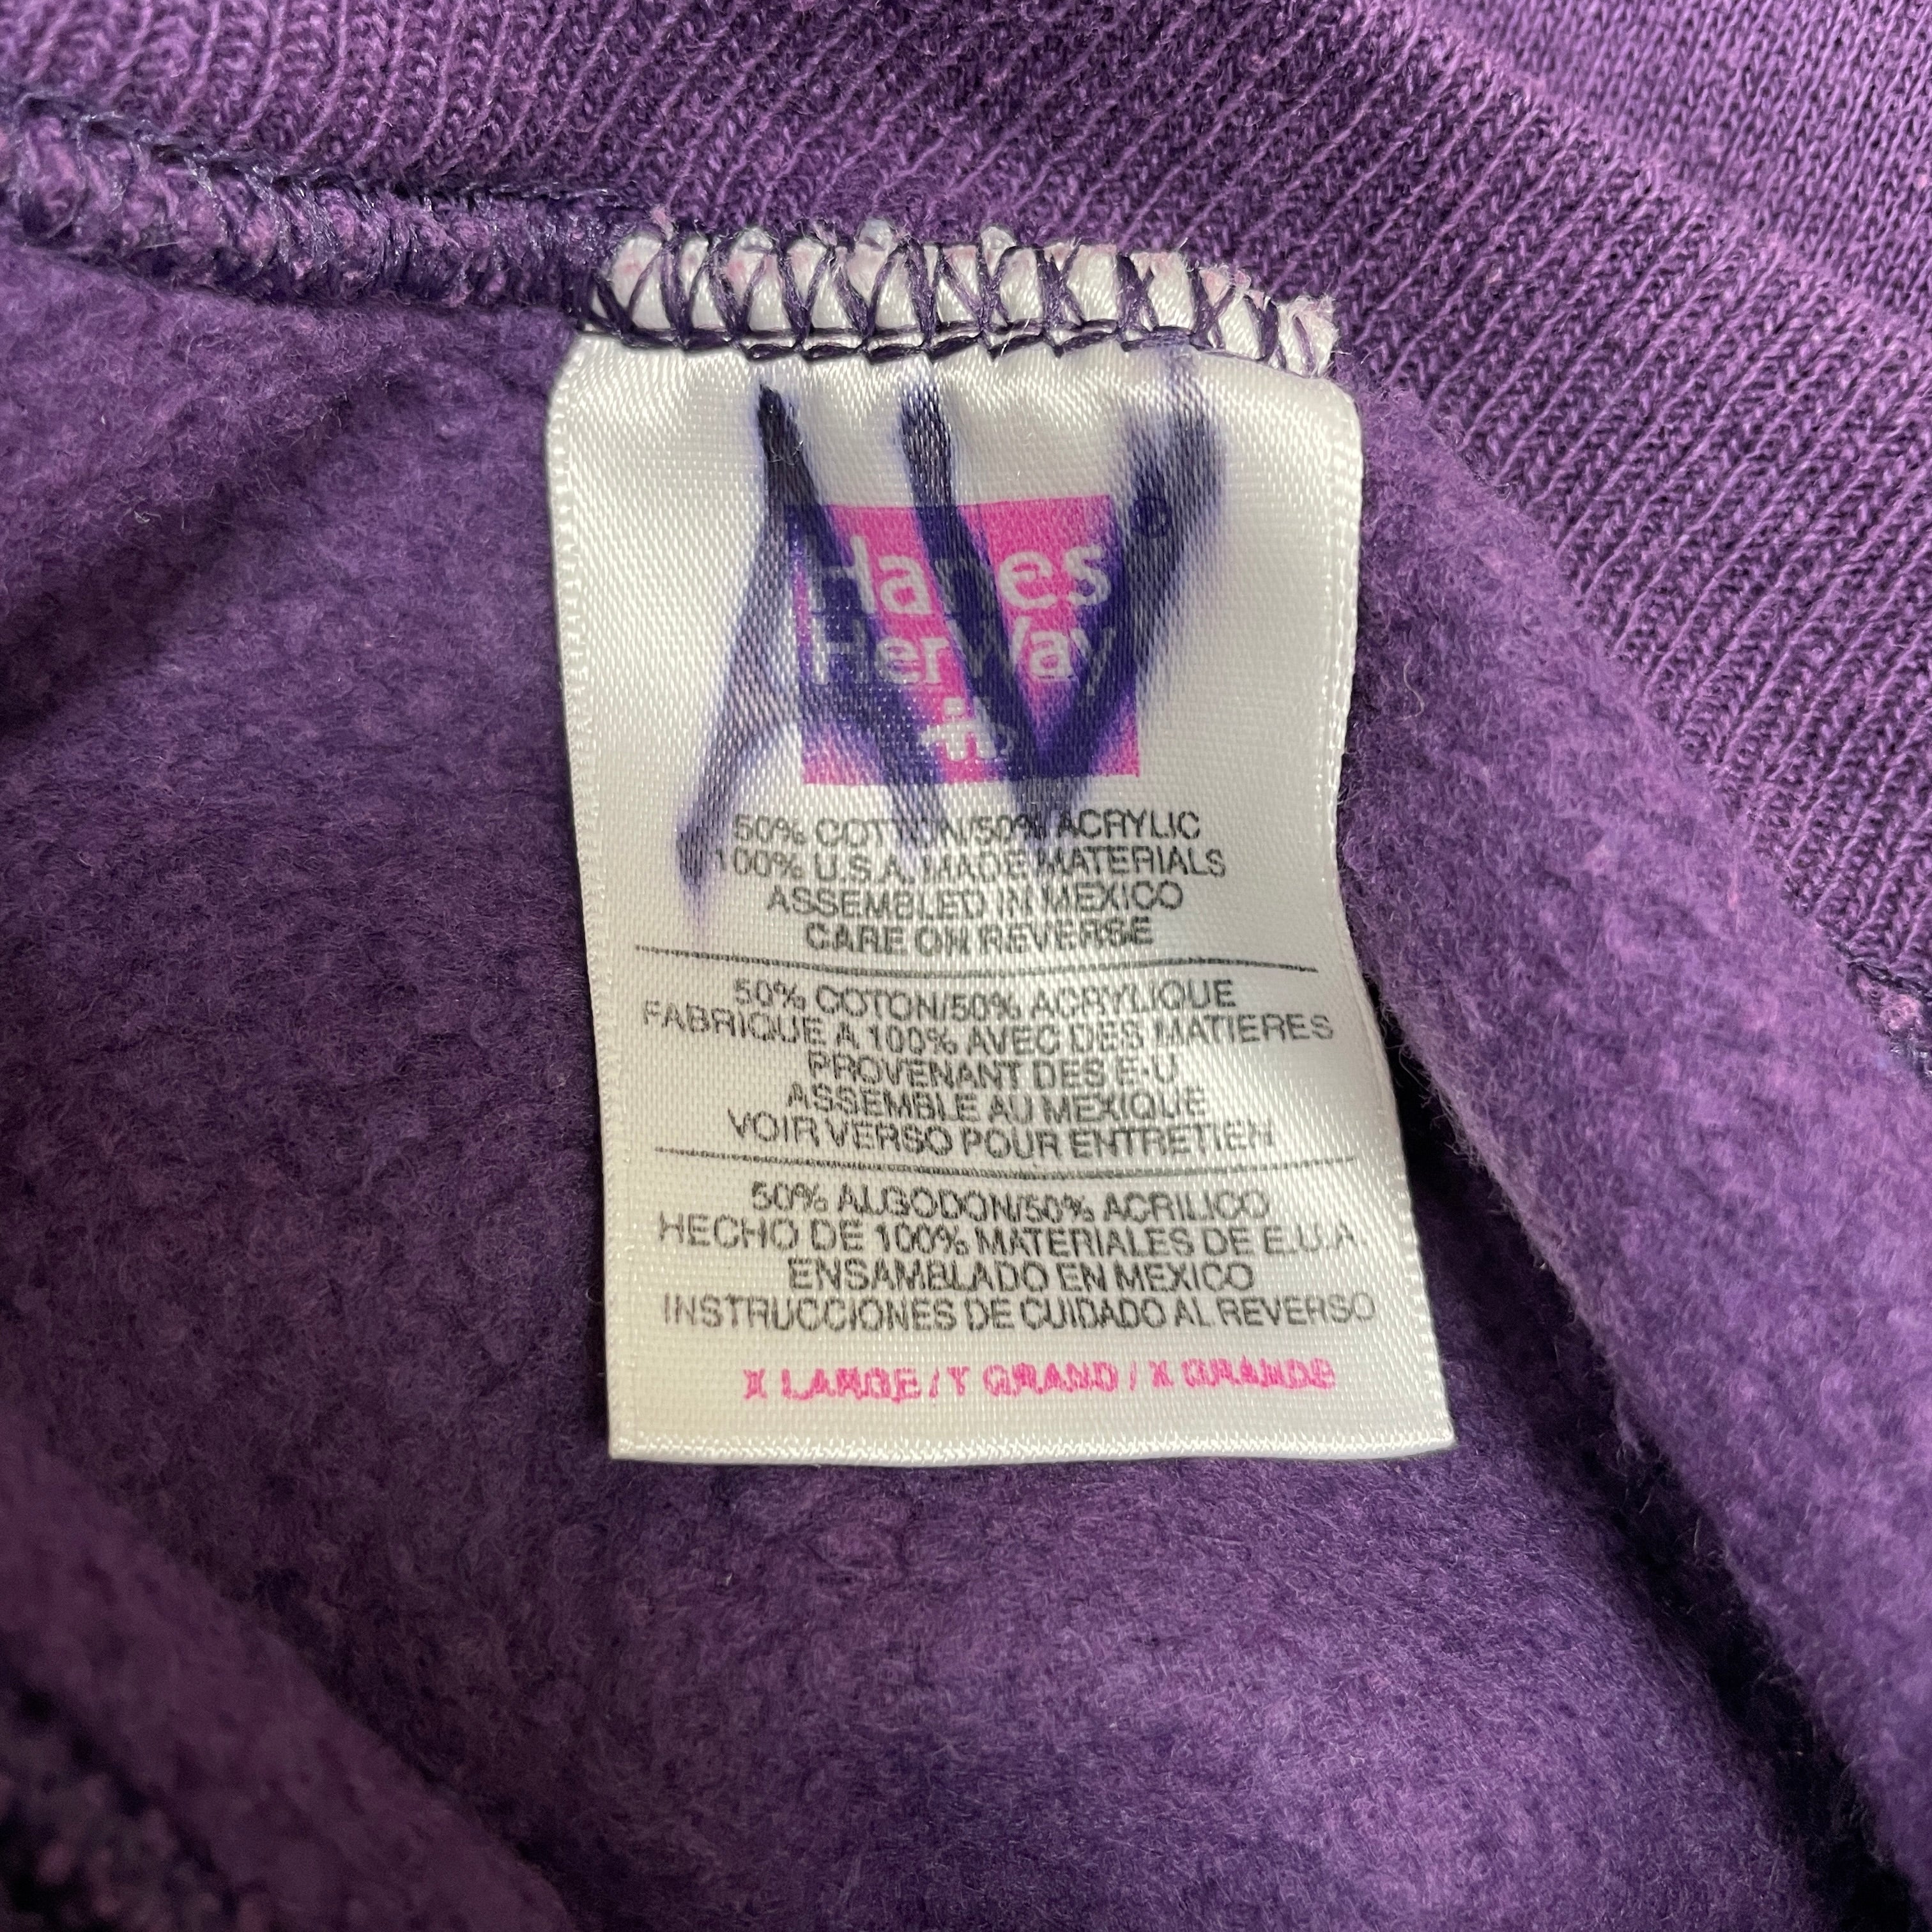 Hanes
HerWay
®
50% COTTON/50% ACRYLIC
100% U.S.A. MADE MATERIALS
ASSEMBLED IN MEXICO
CARE ON REVERSE
50% COTON/50% ACRYLIQUE
FABRIQUE A 100% AVEC DES MATIERES
PROVENANT DES E-U
ASSEMBLE AU MEXIQUE
VOIR VERSO POUR ENTRETIEN
50% ALGODON/50% ACRILICO
HECHO DE 100% MATERIALES DE E.U.A.
ENSAMBLADO EN MEXICO
INSTRUCCIONES DE CUIDADO AL REVERSO
X LARGE / T GRAND / X GRANDE